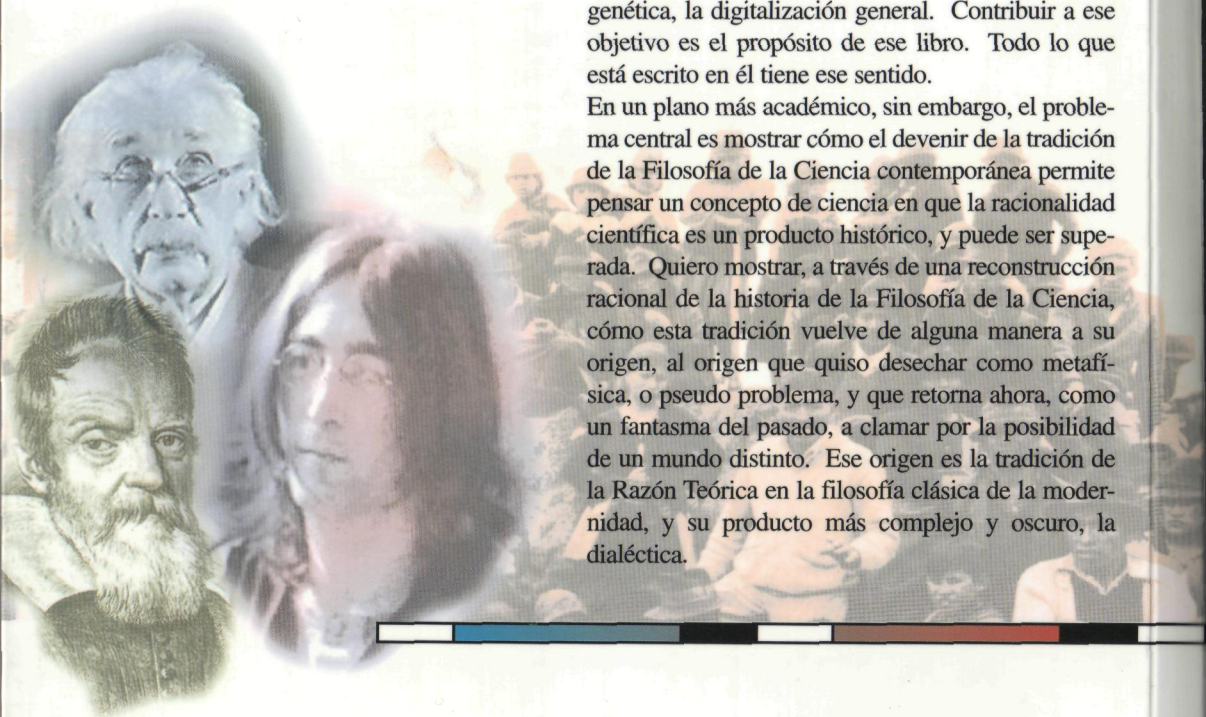 genética, la digitalización general. Contribuir a ese
objetivo es el propósito de ese libro. Todo lo que
está escrito en él tiene ese sentido.
En un plano más académico, sin embargo, el proble-
ma central es mostrar cómo el devenir de la tradición
de la Filosofía de la Ciencia contemporánea permite
pensar un concepto de ciencia en que la racionalidad
científica es un producto histórico, y puede ser supe-
rada. Quiero mostrar, a través de una reconstrucción
racional de la historia de la Filosofía de la Ciencia,
cómo esta tradición vuelve de alguna manera a su
origen, al origen que quiso desechar como metafí-
sica, o pseudo problema, y que retorna ahora, como
un fantasma del pasado, a clamar por la posibilidad
de un mundo distinto. Ese origen es la tradición de
la Razón Teórica en la filosofía clásica de la moder-
nidad, y su producto más complejo y oscuro, la
dialéctica.